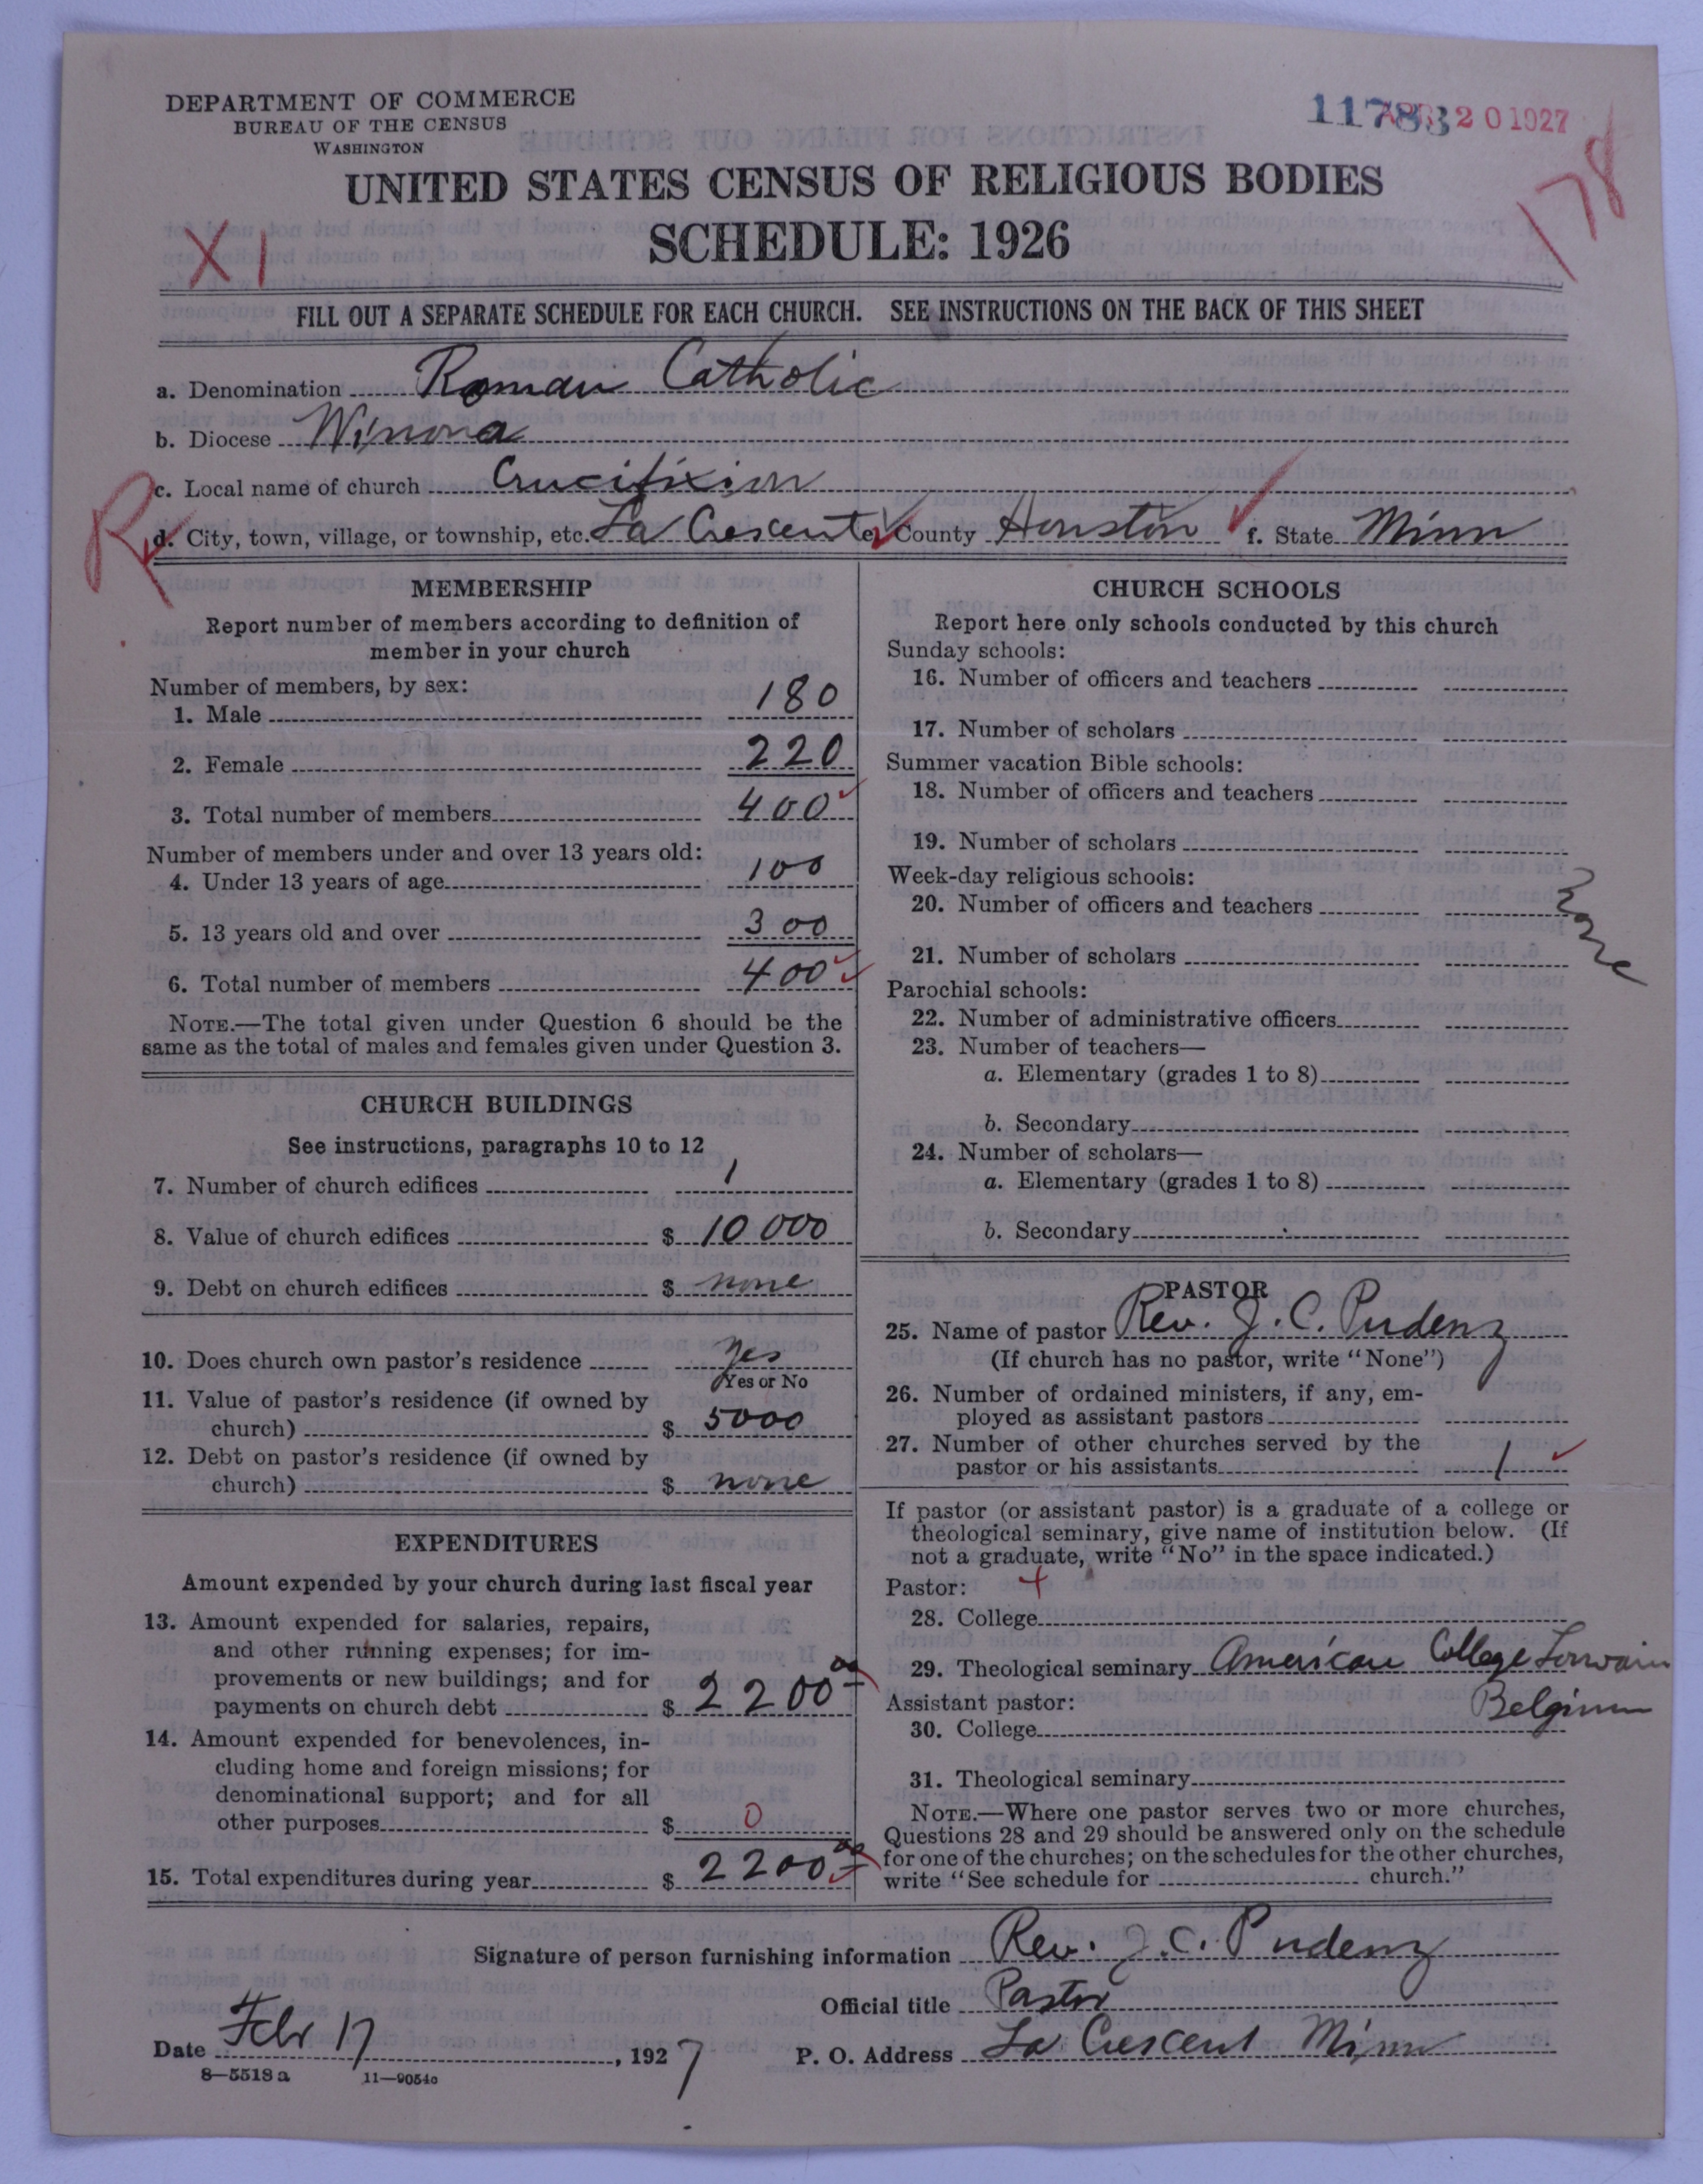 DEPARTMENT OF COMMERCE
BUREAU OF THE CENSUS
WASHINGTON
11783 APR 20 1927
178
UNITED STATES CENSUS OF RELIGIOUS BODIES
SCHEDULE: 1926
X I
FILL OUT A SEPARATE SCHEDULE FOR EACH CHURCH. SEE INSTRUCTIONS ON THE BACK OF THIS SHEET
a. Denomination Roman Catholic
b. Diocese Winona
c. Local name of church Crucifixion
R
d. City, town, village, or township, etc. La Crescent e. County Houston f. State Minn
MEMBERSHIP
Report number of members according to definition of
member in your church
Number of members, by sex:
1. Male 180
2. Female 220
3. Total number of members 400
Number of members under and over 13 years old:
4. Under 13 years of age 100
5. 13 years old and over 300
6. Total number of members 400
NOTE.—The total given under Question 6 should be the
same as the total of males and females given under Question 3.
CHURCH BUILDINGS
See instructions, paragraphs 10 to 12
7. Number of church edifices 1
8. Value of church edifices $ 10 000
9. Debt on church edifices $ none
10. Does church own pastor's residence yes
Yes or No
11. Value of pastor's residence (if owned by
church) $ 5000
12. Debt on pastor's residence (if owned by
church) $ none
EXPENDITURES
Amount expended by your church during last fiscal year
13. Amount expended for salaries, repairs,
and other running expenses; for im-
provements or new buildings; and for
payments on church debt $ 2200 00
14. Amount expended for benevolences, in-
cluding home and foreign missions; for
denominational support; and for all
other purposes $ 0
15. Total expenditures during year $ 2200 00
CHURCH SCHOOLS
Report here only schools conducted by this church
Sunday schools:
16. Number of officers and teachers
17. Number of scholars
Summer vacation Bible schools:
18. Number of officers and teachers
19. Number of scholars
Week-day religious schools:
20. Number of officers and teachers
none
21. Number of scholars
Parochial schools:
22. Number of administrative officers
23. Number of teachers—
a. Elementary (grades 1 to 8)
b. Secondary
24. Number of scholars—
a. Elementary (grades 1 to 8)
b. Secondary
PASTOR
25. Name of pastor Rev. J. C. Pudenz
(If church has no pastor, write "None")
26. Number of ordained ministers, if any, em-
ployed as assistant pastors
27. Number of other churches served by the
pastor or his assistants 1
If pastor (or assistant pastor) is a graduate of a college or
theological seminary, give name of institution below. (If
not a graduate, write "No" in the space indicated.)
Pastor:
28. College
29. Theological seminary American College Louvain
Belgium
Assistant pastor:
30. College
31. Theological seminary
NOTE.—Where one pastor serves two or more churches,
Questions 28 and 29 should be answered only on the schedule
for one of the churches; on the schedules for the other churches,
write "See schedule for church."
Signature of person furnishing information Rev. J. C. Pudenz
Official title Pastor
Date Febr 17, 1927
P. O. Address La Crescent Minn
8—5518 a 11—9054c